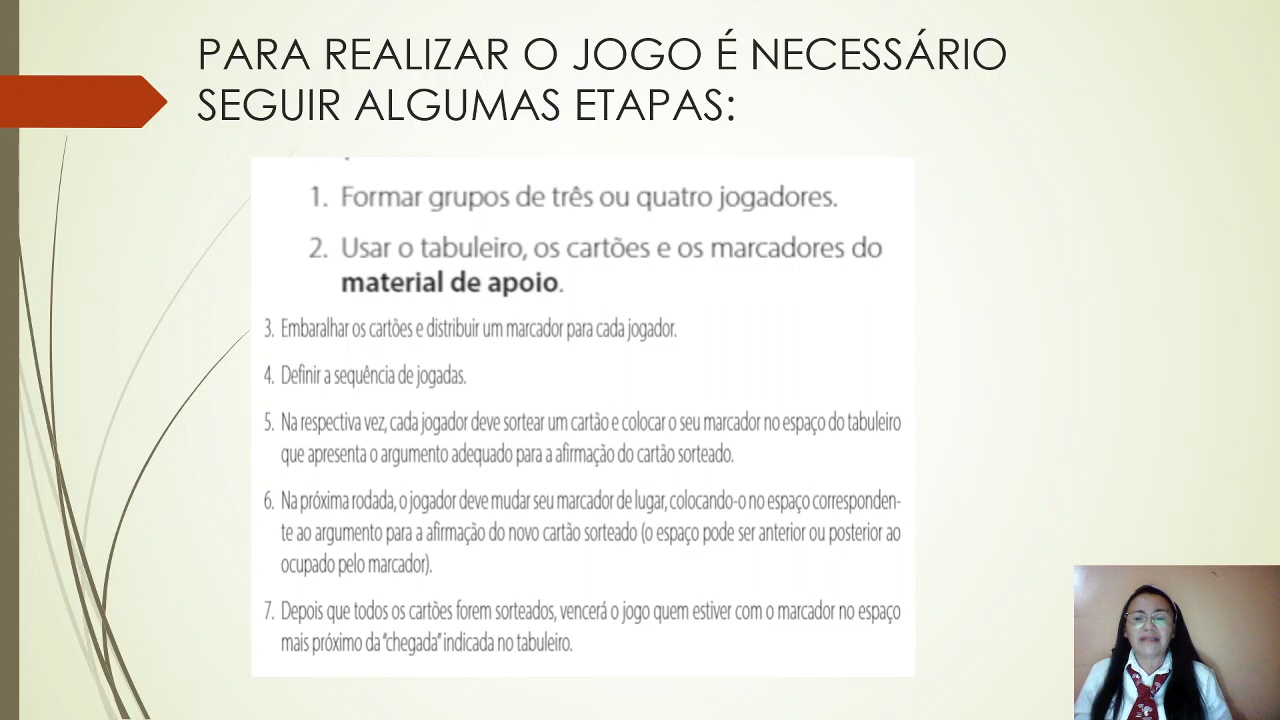 PARA REALIZAR O JOGO É NECESSÁRIO
SEGUIR ALGUMAS ETAPAS:
1. Formar grupos de três ou quatro jogadores.
2. Usar o tabuleiro, os cartões e os marcadores do
material de apoio.
3. Embaralhar os cartões e distribuir um marcador para cada jogador.
4. Definir a sequência de jogadas.
5. Na respectiva vez, cada jogador deve sortear um cartão e colocar o seu marcador no espaço do tabuleiro
que apresenta o argumento adequado para a afirmação do cartão sorteado.
6. Na próxima rodada, o jogador deve mudar seu marcador de lugar, colocando-o no espaço corresponden-
te ao argumento para a afirmação do novo cartão sorteado (o espaço pode ser anterior ou posterior ao
ocupado pelo marcador).
7. Depois que todos os cartões forem sorteados, vencerá o jogo quem estiver com o marcador no espaço
mais próximo da "chegada" indicada no tabuleiro.